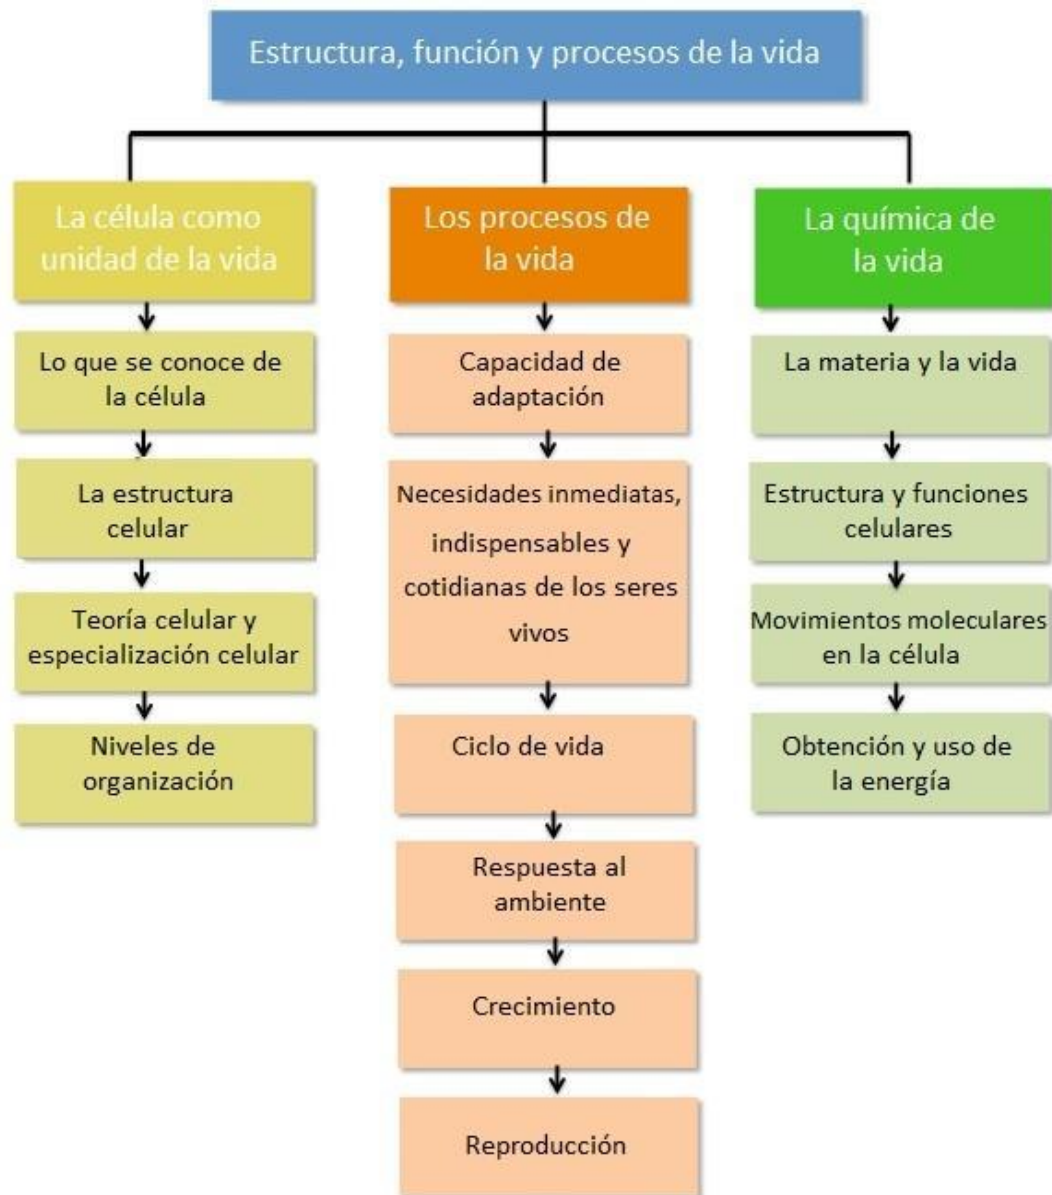 Estructura, función y procesos de la vida
La célula como
unidad de la vida
Lo que se conoce de
la célula
La estructura
celular
Teoría celular y
especialización celular
Niveles de
organización
Los procesos de
la vida
Capacidad de
adaptación
Necesidades inmediatas,
indispensables y
cotidianas de los seres
vivos
Ciclo de vida
Respuesta al
ambiente
Crecimiento
Reproducción
La química de
la vida
La materia y la vida
Estructura y funciones
celulares
Movimientos moleculares
en la célula
Obtención y uso de
la energía